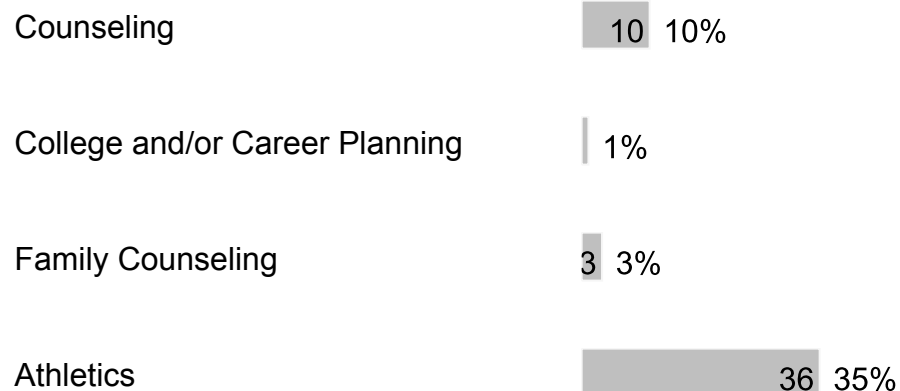 Counseling 10 10%
College and/or Career Planning 1%
Family Counseling 3 3%
Athletics 36 35%